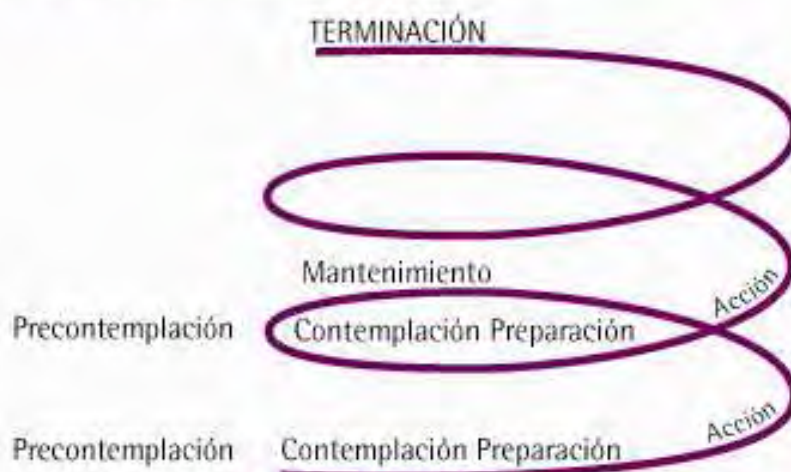 TERMINACIÓN
Mantenimiento
Acción
Precontemplación Contemplación Preparación
Acción
Precontemplación Contemplación Preparación